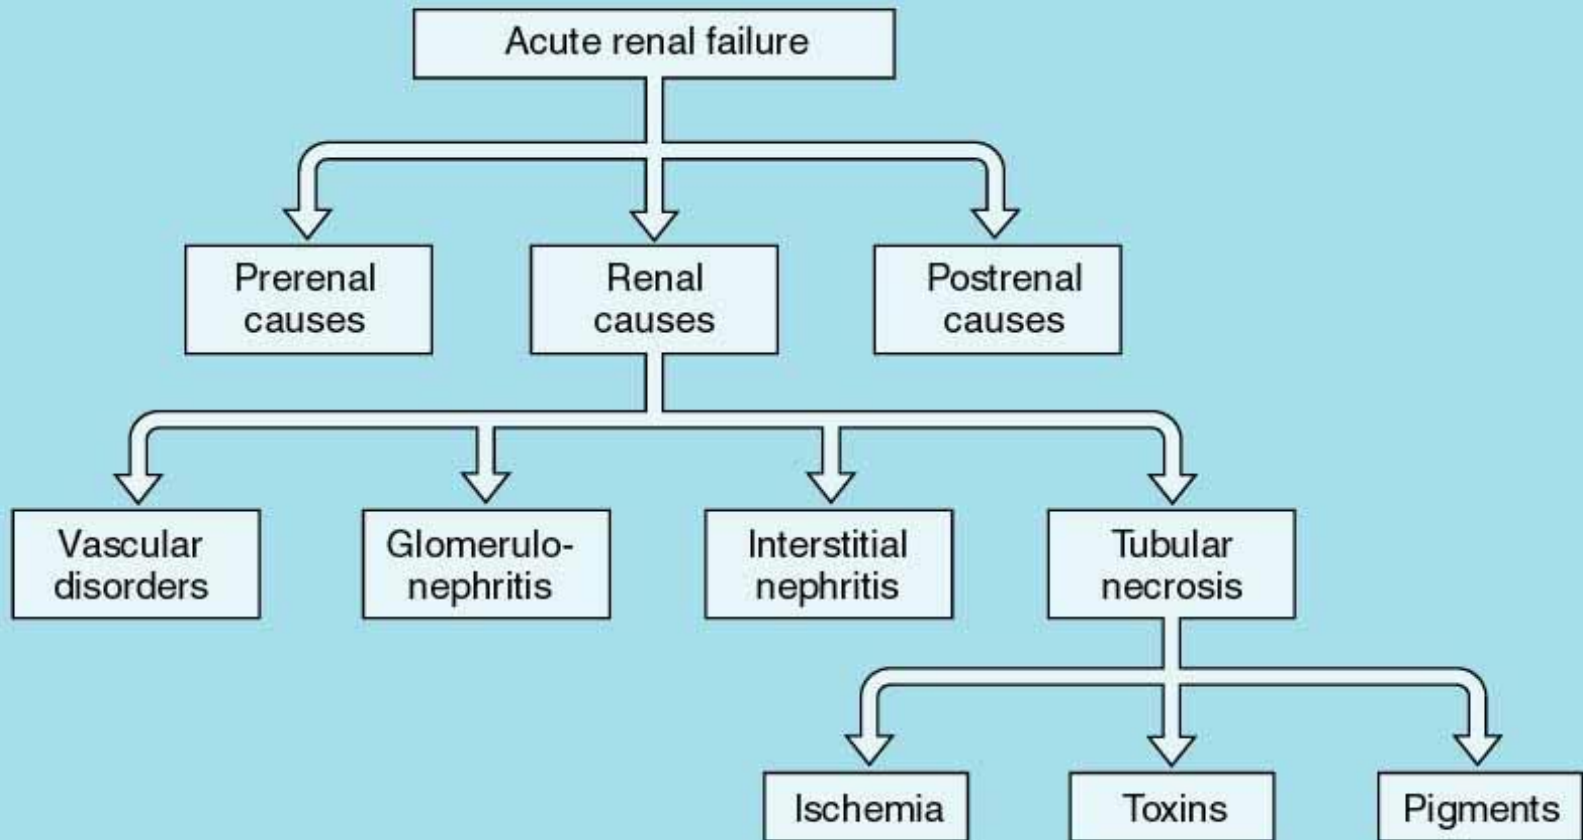 Acute renal failure
Prerenal
causes
Renal
causes
Postrenal
causes
Vascular
disorders
Glomerulo-
nephritis
Interstitial
nephritis
Tubular
necrosis
Ischemia
Toxins
Pigments